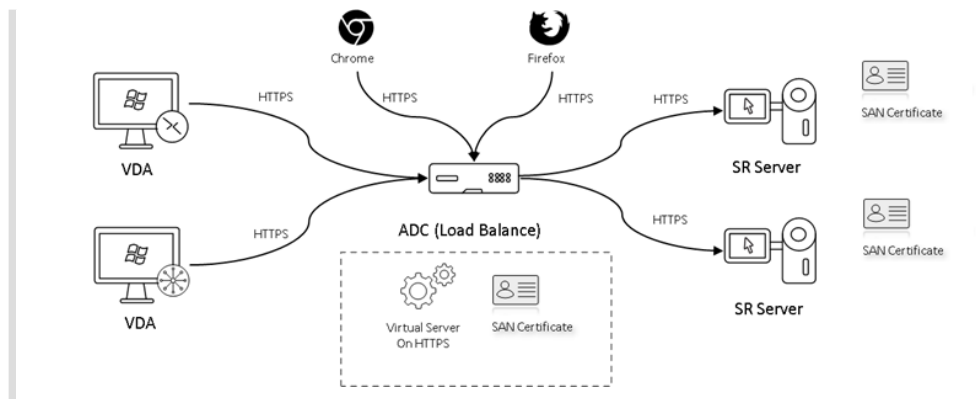 Chrome
Firefox
HTTPS
HTTPS
HTTPS
HTTPS
SAN Certificate
VDA
8888
SR Server
HTTPS
HTTPS
ADC (Load Balance)
SAN Certificate
VDA
Virtual Server
On HTTPS
SAN Certificate
SR Server